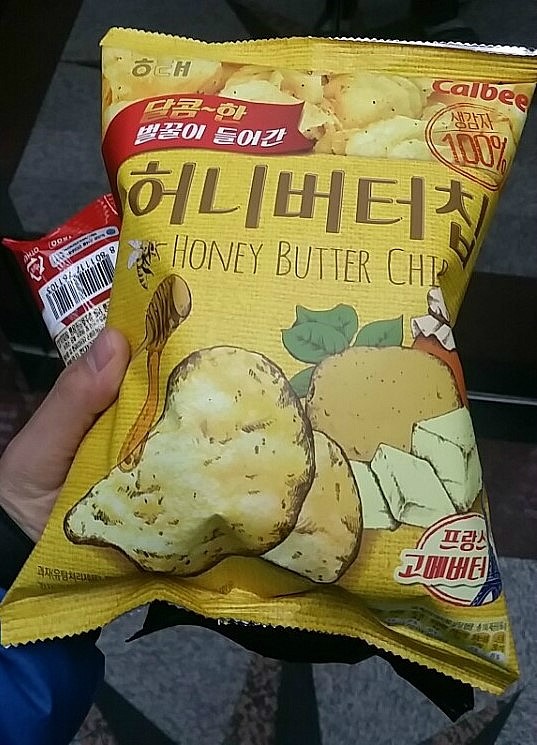 해태
Calbee
달콤~한
벌꿀이 들어간
생감자
100%
허니버터칩
HONEY BUTTER CHIP
프랑스
고메버터